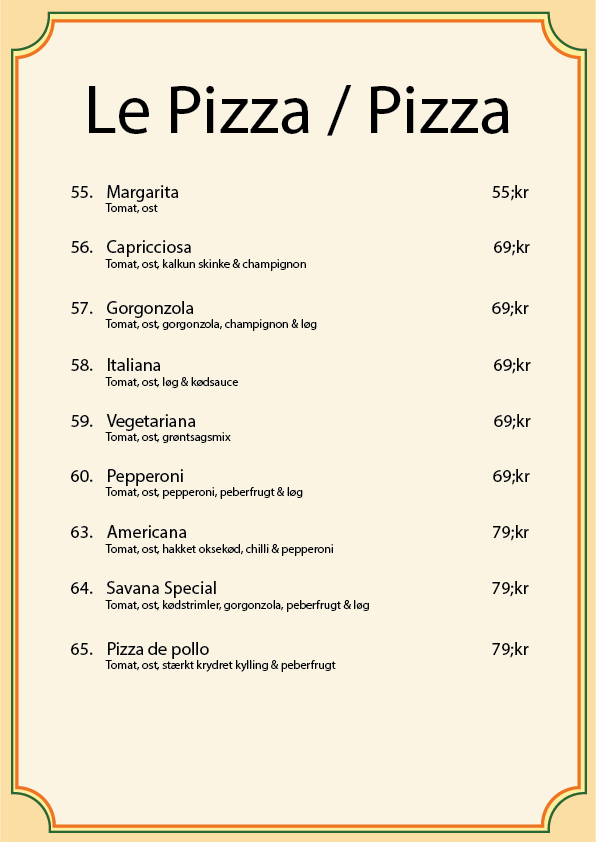 Le Pizza / Pizza
55. Margarita 55;kr
Tomat, ost
56. Capricciosa 69;kr
Tomat, ost, kalkun skinke & champignon
57. Gorgonzola 69;kr
Tomat, ost, gorgonzola, champignon & løg
58. Italiana 69;kr
Tomat, ost, løg & kødsauce
59. Vegetariana 69;kr
Tomat, ost, grøntsagsmix
60. Pepperoni 69;kr
Tomat, ost, pepperoni, peberfrugt & løg
63. Americana 79;kr
Tomat, ost, hakket oksekød, chilli & pepperoni
64. Savana Special 79;kr
Tomat, ost, kødstrimler, gorgonzola, peberfrugt & løg
65. Pizza de pollo 79;kr
Tomat, ost, stærkt krydret kylling & peberfrugt